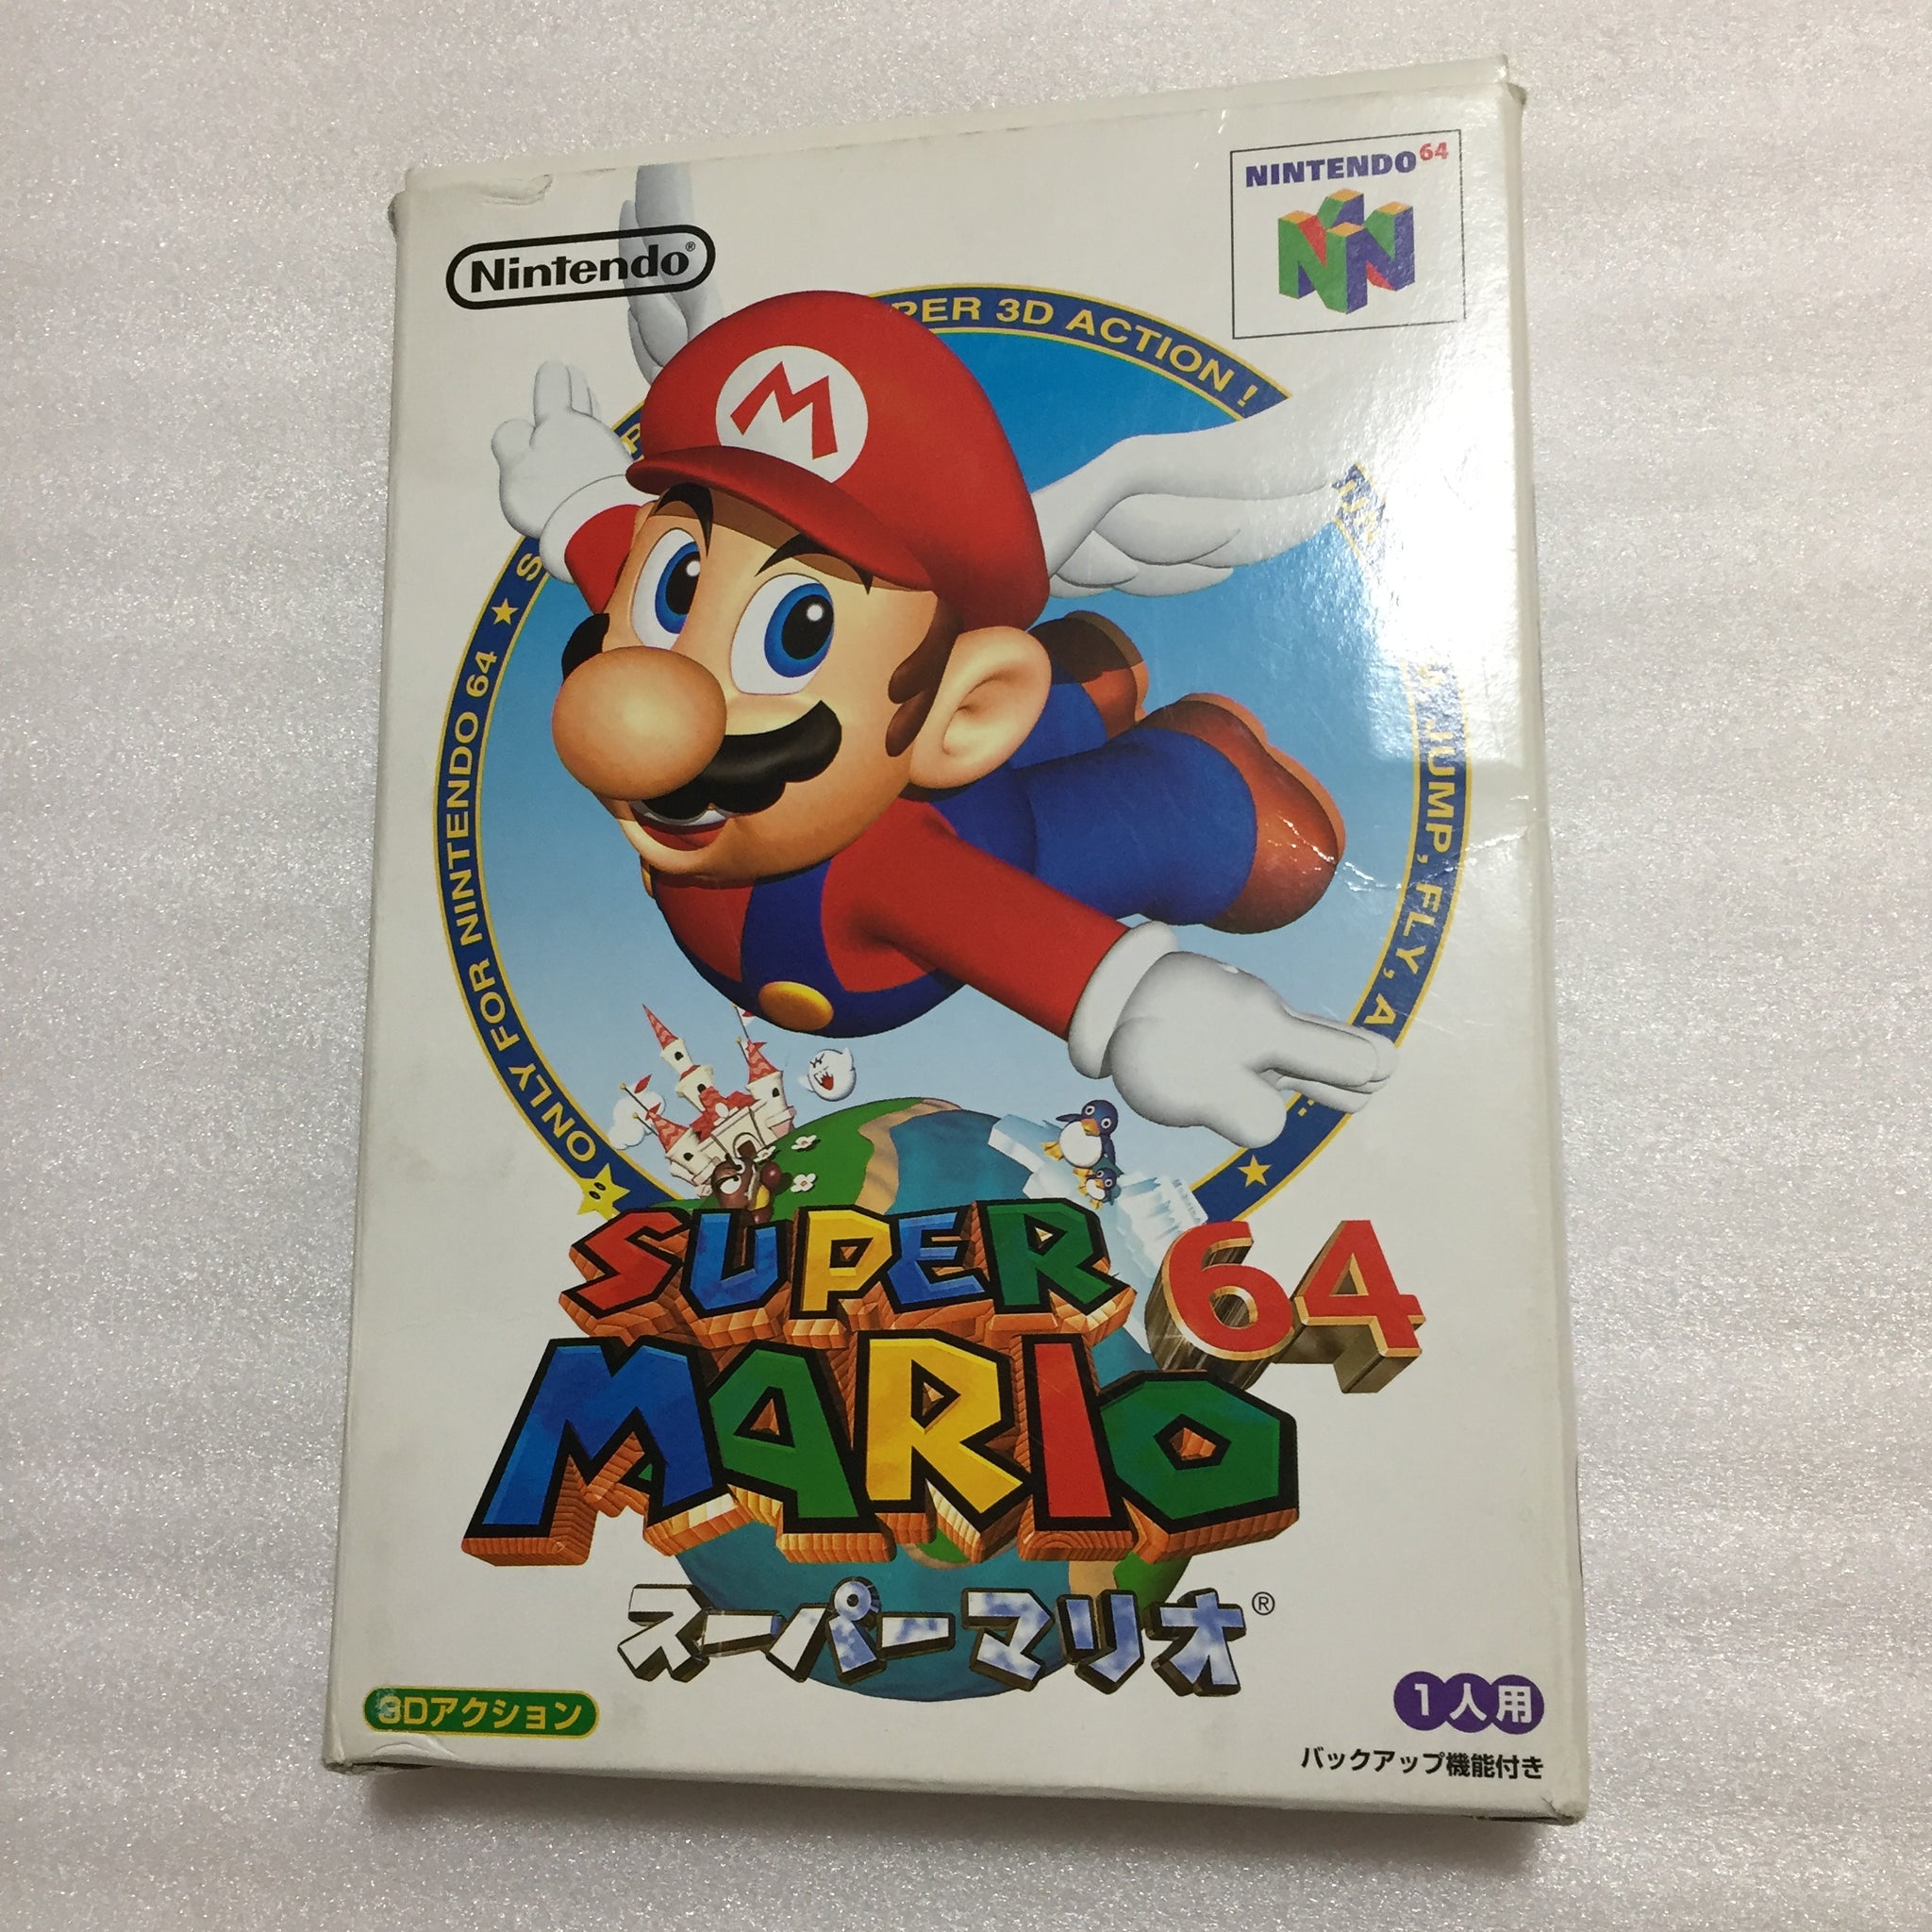 Nintendo®
NINTENDO 64
M
PER 3D ACTION !
JUMP, FLY, A
★ ONLY FOR NINTENDO 64 ★ S
SUPER
MARIO
64
スーパーマリオ®
3Dアクション
1人用
バックアップ機能付き